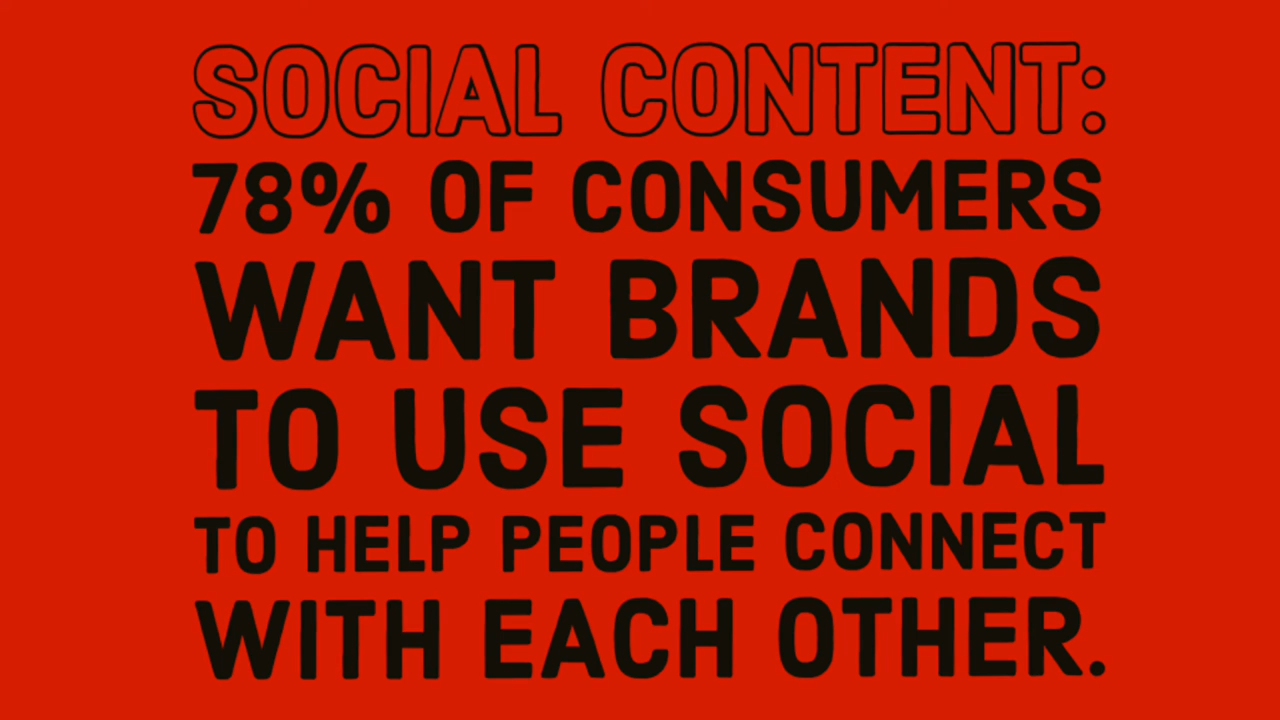 SOCIAL CONTENT:
78% OF CONSUMERS
WANT BRANDS
TO USE SOCIAL
TO HELP PEOPLE CONNECT
WITH EACH OTHER.